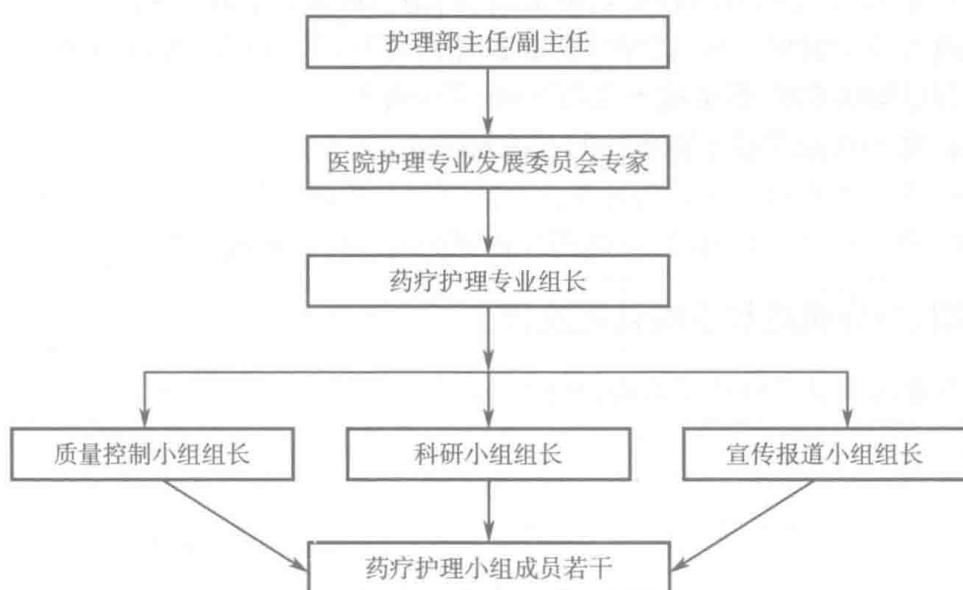 护理部主任/副主任
医院护理专业发展委员会专家
药疗护理专业组长
质量控制小组组长
科研小组组长
宣传报道小组组长
药疗护理小组成员若干